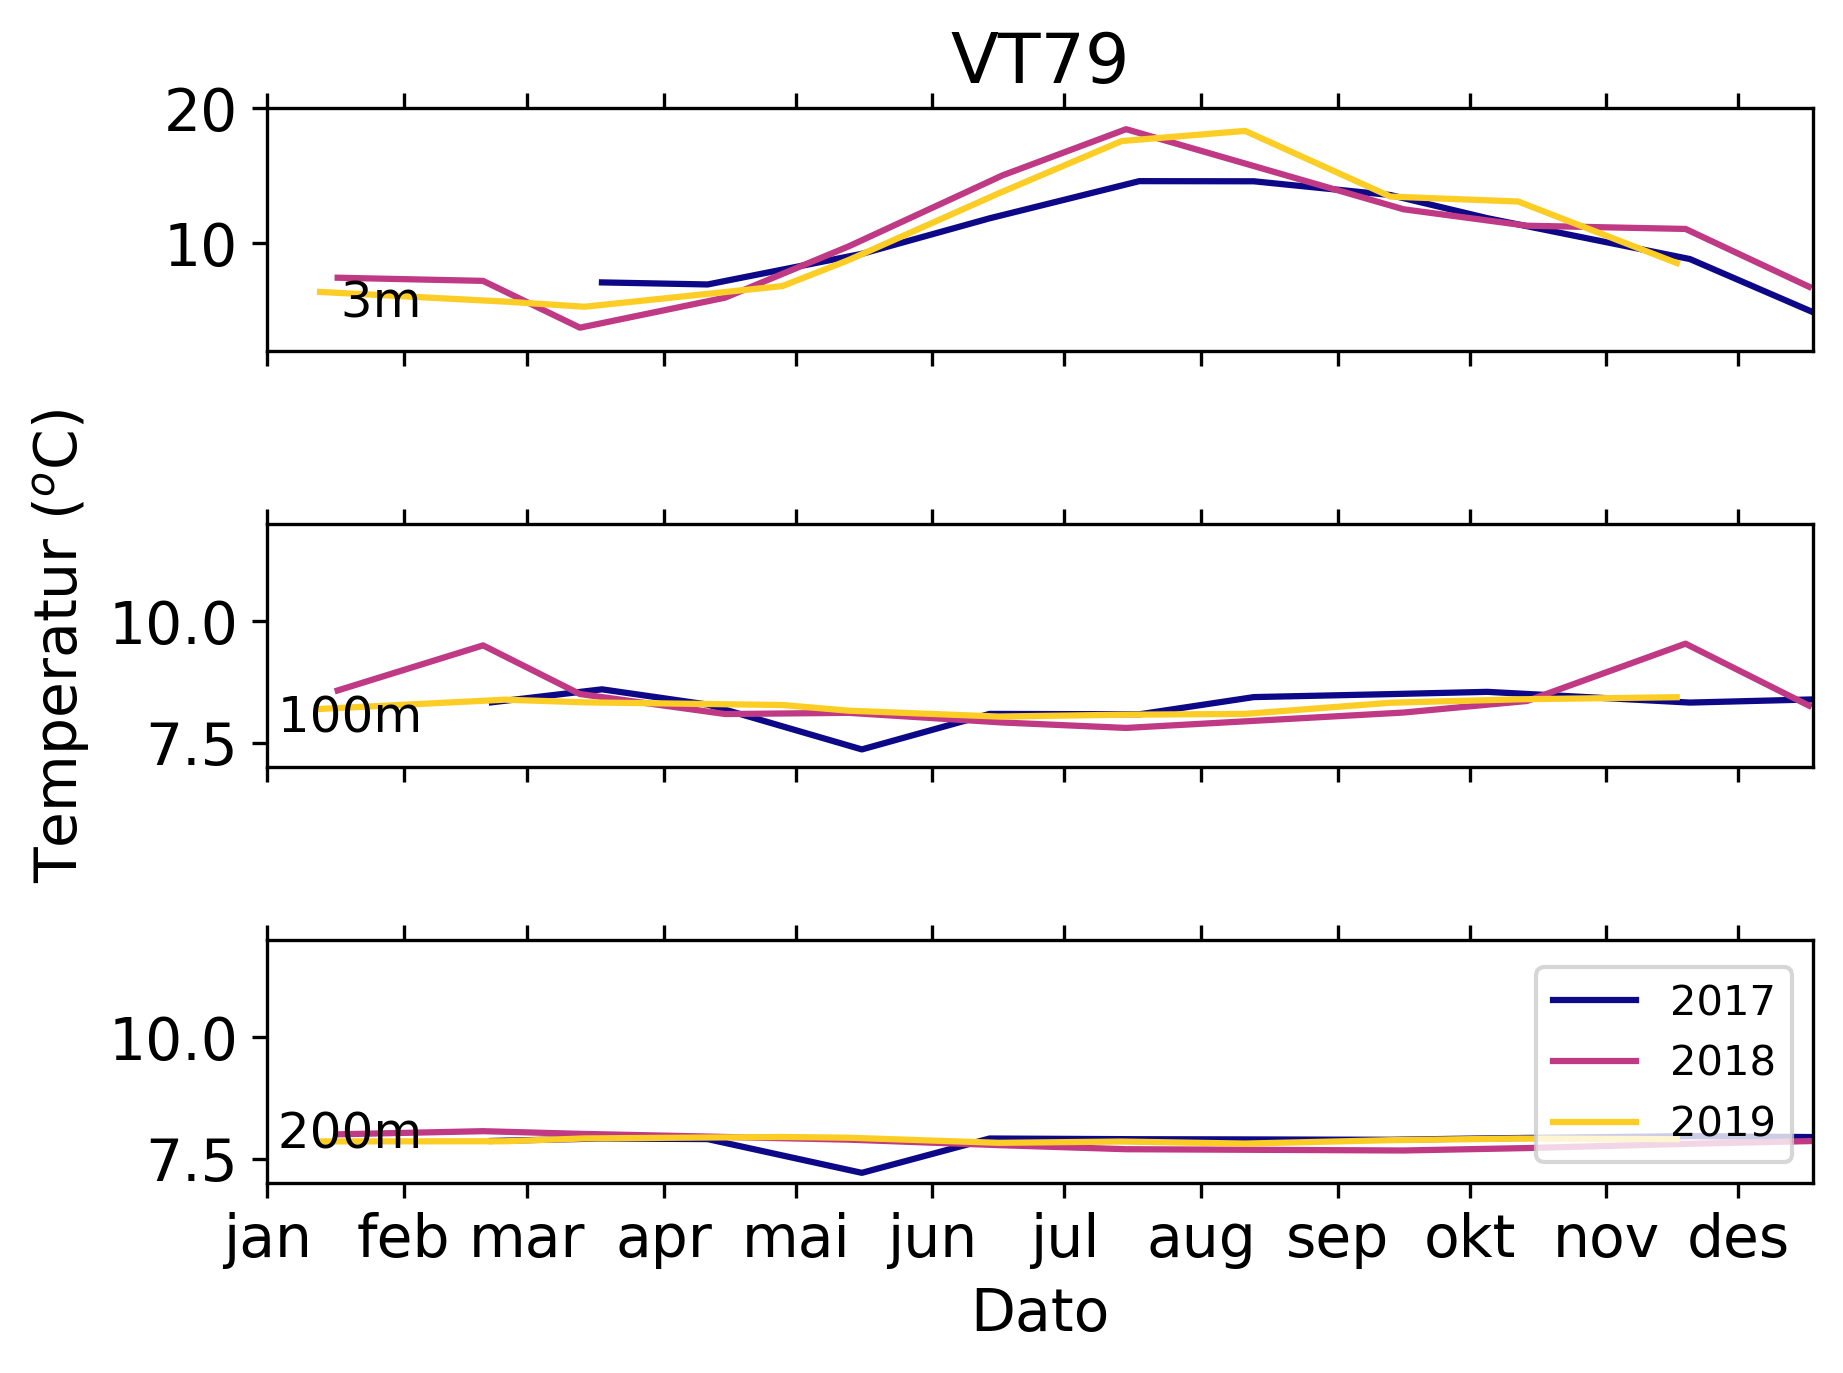 VT79
20
10
3m
Temperatur (°C)
10.0
7.5
100m
10.0
7.5
200m
2017
2018
2019
jan feb mar apr mai jun jul aug sep okt nov des
Dato